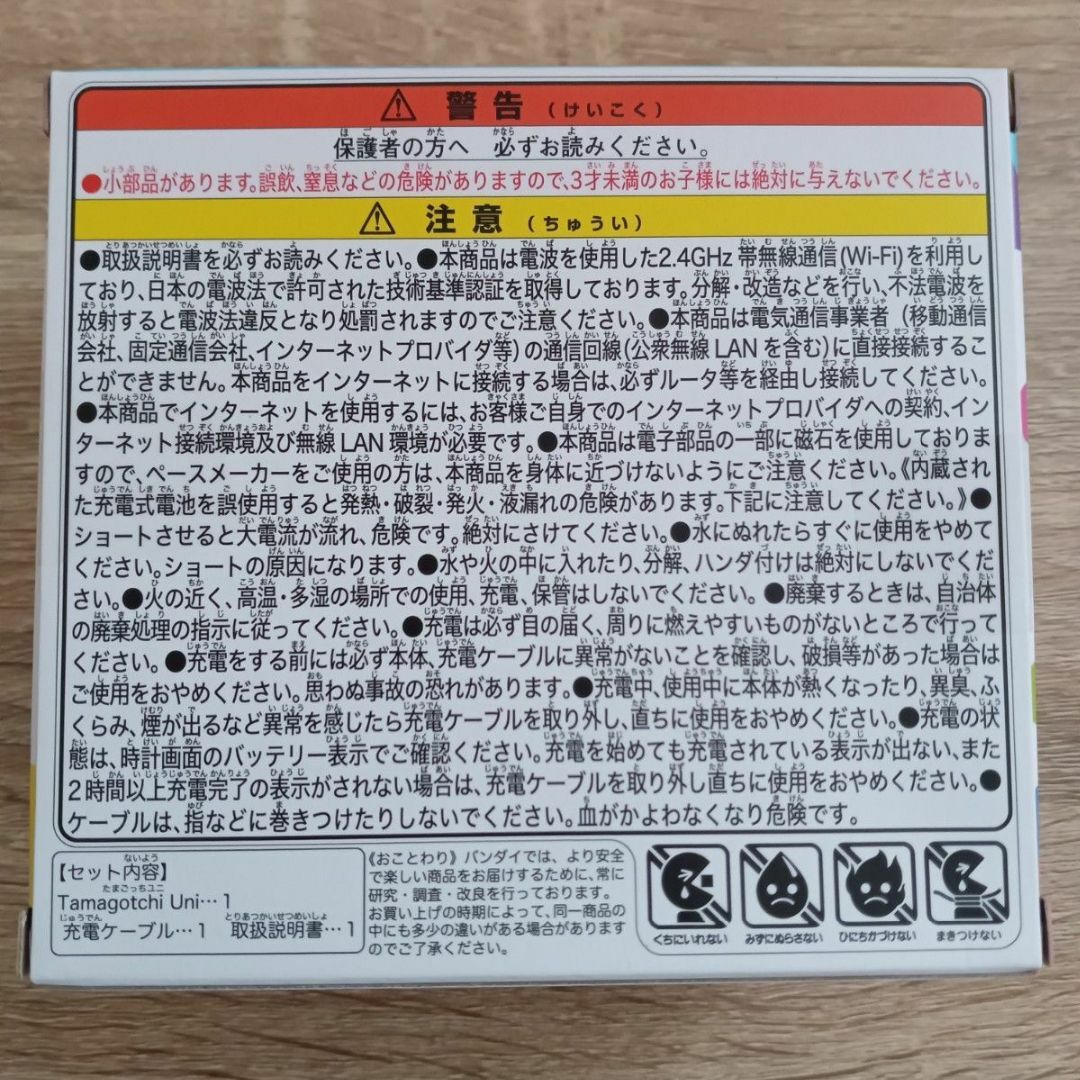 ⚠ 警告（けいこく）
保護者の方へ 必ずお読みください。
●小部品があります。誤飲、窒息などの危険がありますので、3才未満のお子様には絶対に与えないでください。
⚠ 注意（ちゅうい）
●取扱説明書を必ずお読みください。●本商品は電波を使用した2.4GHz帯無線通信(Wi-Fi)を利用し
ており、日本の電波法で許可された技術基準認証を取得しております。分解・改造などを行い、不法電波を
放射すると電波法違反となり処罰されますのでご注意ください。●本商品は電気通信事業者（移動通信
会社、固定通信会社、インターネットプロバイダ等)の通信回線(公衆無線LANを含む)に直接接続するこ
とができません。本商品をインターネットに接続する場合は、必ずルータ等を経由し接続してください。
●本商品でインターネットを使用するには、お客様ご自身でのインターネットプロバイダへの契約、イン
ターネット接続環境及び無線LAN環境が必要です。●本商品は電子部品の一部に磁石を使用しておりま
すので、ペースメーカーをご使用の方は、本商品を身体に近づけないようにご注意ください。《内蔵され
た充電式電池を誤使用すると発熱・破裂・発火・液漏れの危険があります。下記に注意してください。》●
ショートさせると大電流が流れ、危険です。絶対にさけてください。●水にぬれたらすぐに使用をやめて
ください。ショートの原因になります。●水や火の中に入れたり、分解、ハンダ付けは絶対にしないでくだ
さい。●火の近く、高温・多湿の場所での使用、充電、保管はしないでください。●廃棄するときは、自治体
の廃棄処理の指示に従ってください。●充電は必ず目の届く、周りに燃えやすいものがないところで行って
ください。●充電をする前には必ず本体、充電ケーブルに異常がないことを確認し、破損等があった場合は
ご使用をおやめください。思わぬ事故の恐れがあります。●充電中、使用中に本体が熱くなったり、異臭、ふ
くらみ、煙が出るなど異常を感じたら充電ケーブルを取り外し、直ちに使用をおやめください。●充電の状
態は、時計画面のバッテリー表示でご確認ください。充電を始めても充電されている表示が出ない、また
2時間以上充電完了の表示がされない場合は、充電ケーブルを取り外し直ちに使用をおやめください。●
ケーブルは、指などに巻きつけたりしないでください。血がかよわなくなり危険です。
【セット内容】
Tamagotchi Uni…1
充電ケーブル…1 取扱説明書…1
《おことわり》バンダイでは、より安全
で楽しい商品をお届けするために、常に
研究・調査・改良を行っております。
お買い上げの時期によって、同一商品の
中にも多少の違いがある場合があります
のでご了承ください。
くちにいれない みずにぬらさない ひにちかづけない まきつけない